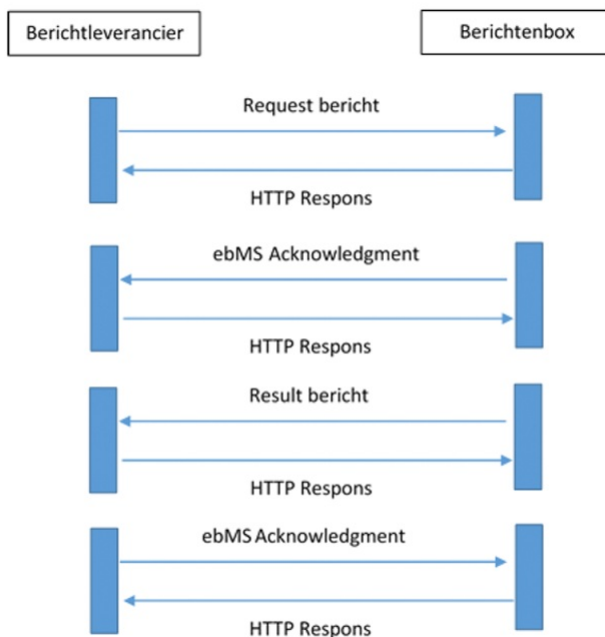 Berichtleverancier
Berichtenbox
Request bericht
HTTP Respons
ebMS Acknowledgment
HTTP Respons
Result bericht
HTTP Respons
ebMS Acknowledgment
HTTP Respons